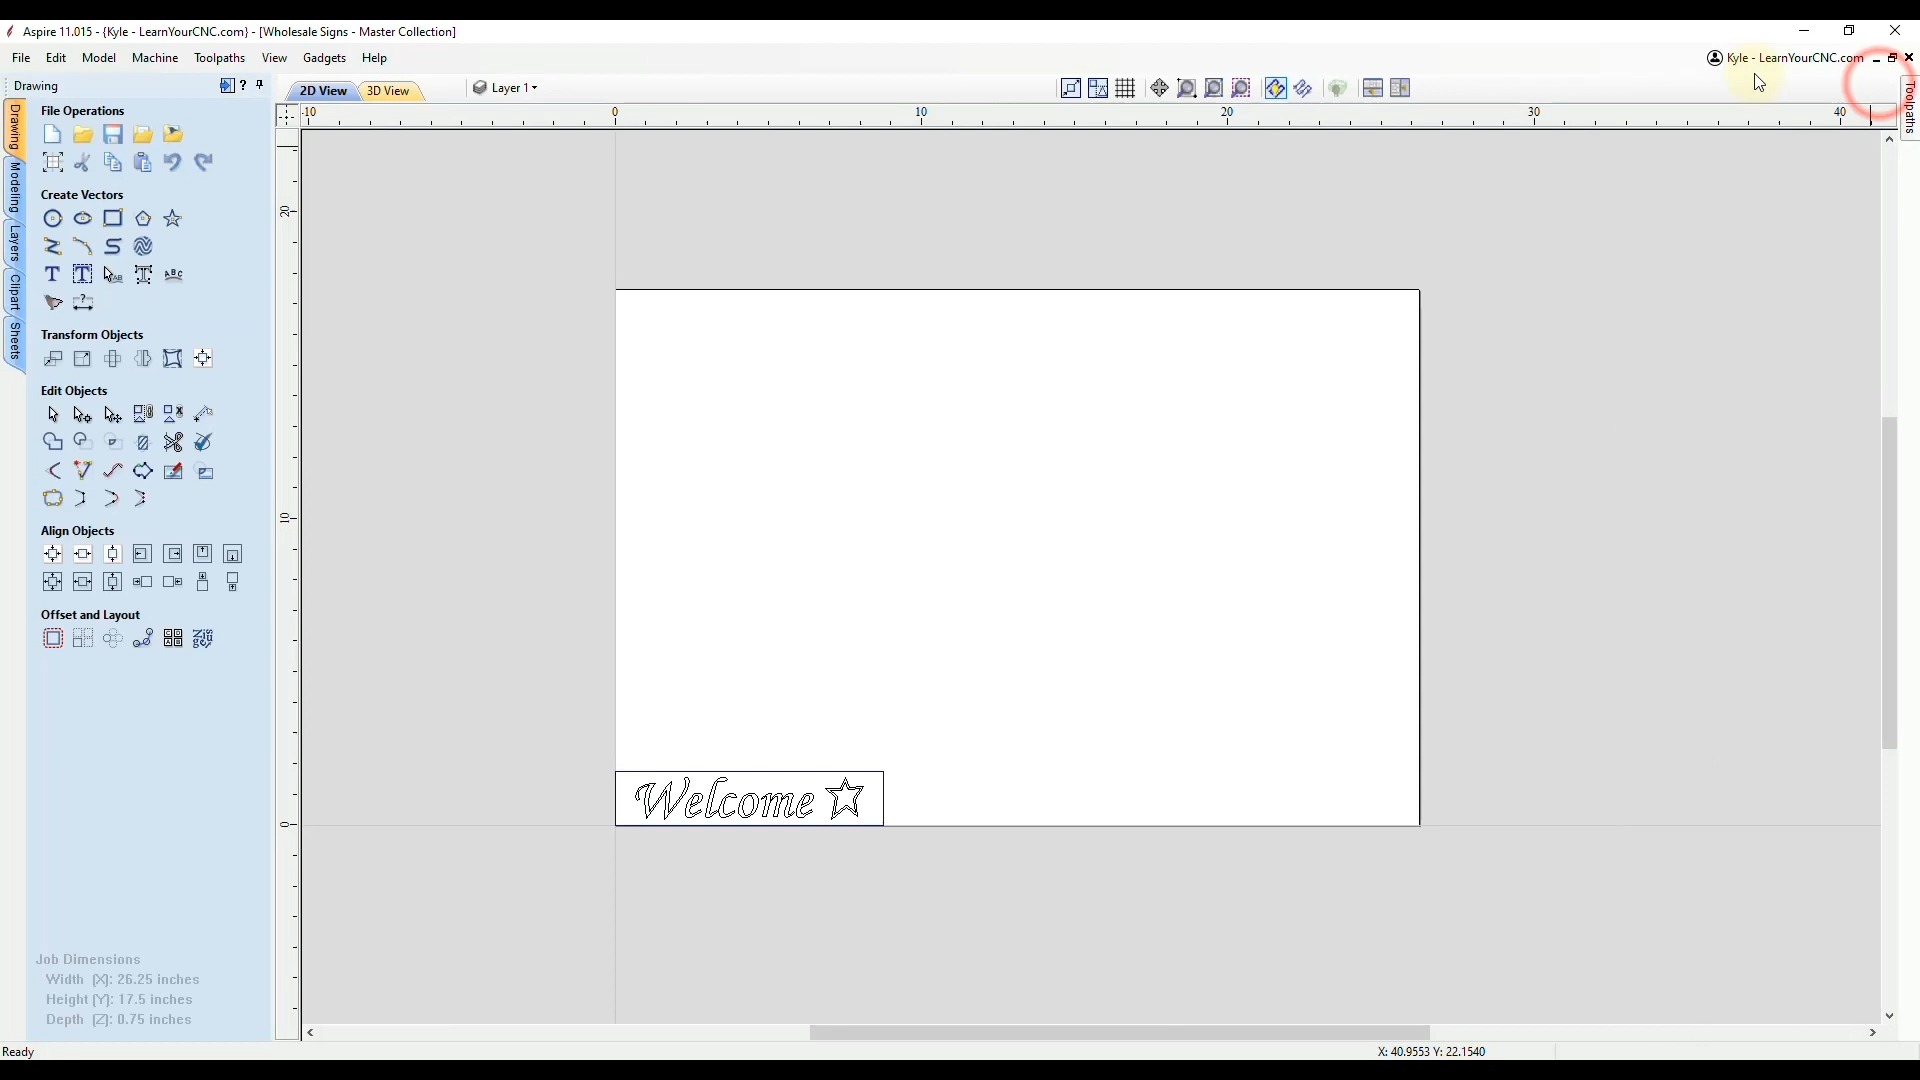 Aspire 11.015 - {Kyle - LearnYourCNC.com} - [Wholesale Signs - Master Collection]
File Edit Model Machine Toolpaths View Gadgets Help
Kyle - LearnYourCNC.com
Drawing
2D View
3D View
Layer 1
Toolpaths
-10 0 10 20 30 40
Drawing
Modeling
Layers
Clipart
Sheets
File Operations
Create Vectors
Transform Objects
Edit Objects
Align Objects
Offset and Layout
20
10
0
Welcome
Job Dimensions
Width (X): 26.25 inches
Height (Y): 17.5 inches
Depth (Z): 0.75 inches
Ready
X: 40.9553 Y: 22.1540